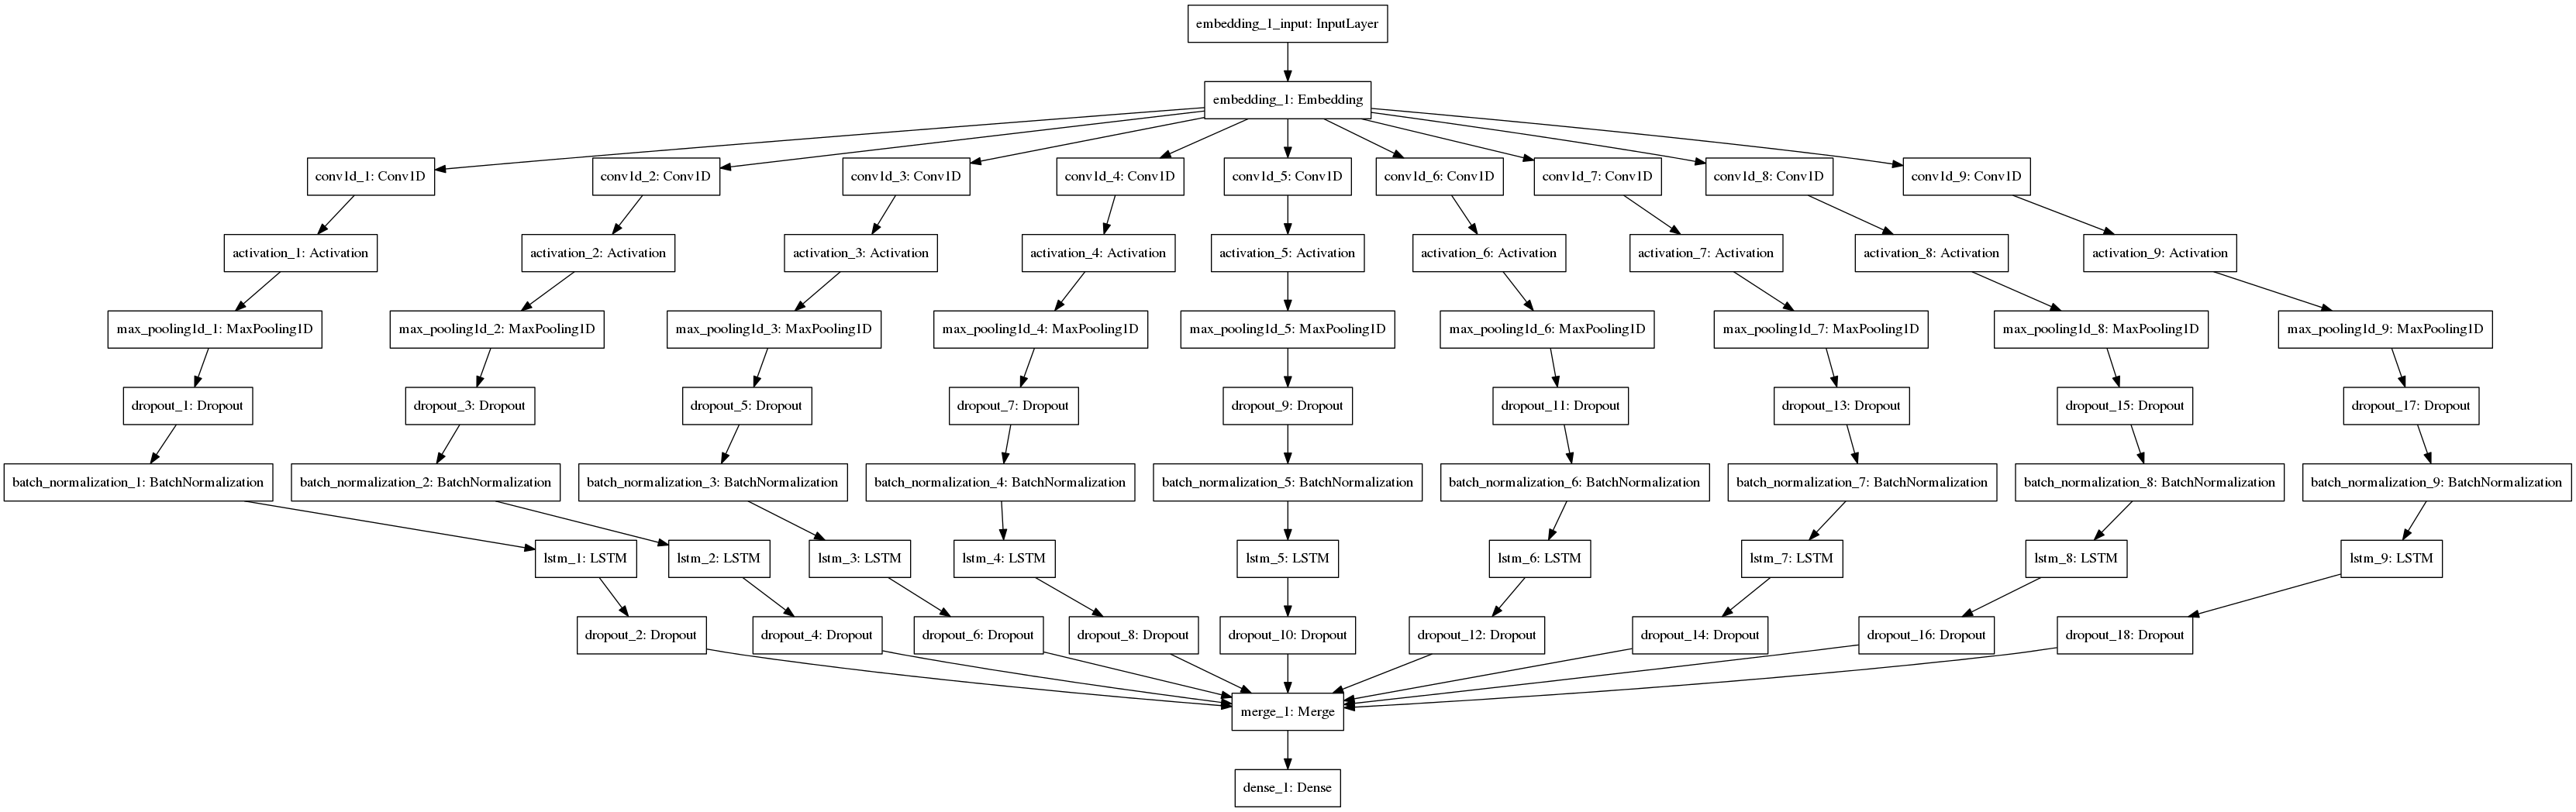 embedding_1_input: InputLayer
embedding_1: Embedding
conv1d_1: Conv1D
conv1d_2: Conv1D
conv1d_3: Conv1D
conv1d_4: Conv1D
conv1d_5: Conv1D
conv1d_6: Conv1D
conv1d_7: Conv1D
conv1d_8: Conv1D
conv1d_9: Conv1D
activation_1: Activation
activation_2: Activation
activation_3: Activation
activation_4: Activation
activation_5: Activation
activation_6: Activation
activation_7: Activation
activation_8: Activation
activation_9: Activation
max_pooling1d_1: MaxPooling1D
max_pooling1d_2: MaxPooling1D
max_pooling1d_3: MaxPooling1D
max_pooling1d_4: MaxPooling1D
max_pooling1d_5: MaxPooling1D
max_pooling1d_6: MaxPooling1D
max_pooling1d_7: MaxPooling1D
max_pooling1d_8: MaxPooling1D
max_pooling1d_9: MaxPooling1D
dropout_1: Dropout
dropout_3: Dropout
dropout_5: Dropout
dropout_7: Dropout
dropout_9: Dropout
dropout_11: Dropout
dropout_13: Dropout
dropout_15: Dropout
dropout_17: Dropout
batch_normalization_1: BatchNormalization
batch_normalization_2: BatchNormalization
batch_normalization_3: BatchNormalization
batch_normalization_4: BatchNormalization
batch_normalization_5: BatchNormalization
batch_normalization_6: BatchNormalization
batch_normalization_7: BatchNormalization
batch_normalization_8: BatchNormalization
batch_normalization_9: BatchNormalization
lstm_1: LSTM
lstm_2: LSTM
lstm_3: LSTM
lstm_4: LSTM
lstm_5: LSTM
lstm_6: LSTM
lstm_7: LSTM
lstm_8: LSTM
lstm_9: LSTM
dropout_2: Dropout
dropout_4: Dropout
dropout_6: Dropout
dropout_8: Dropout
dropout_10: Dropout
dropout_12: Dropout
dropout_14: Dropout
dropout_16: Dropout
dropout_18: Dropout
merge_1: Merge
dense_1: Dense